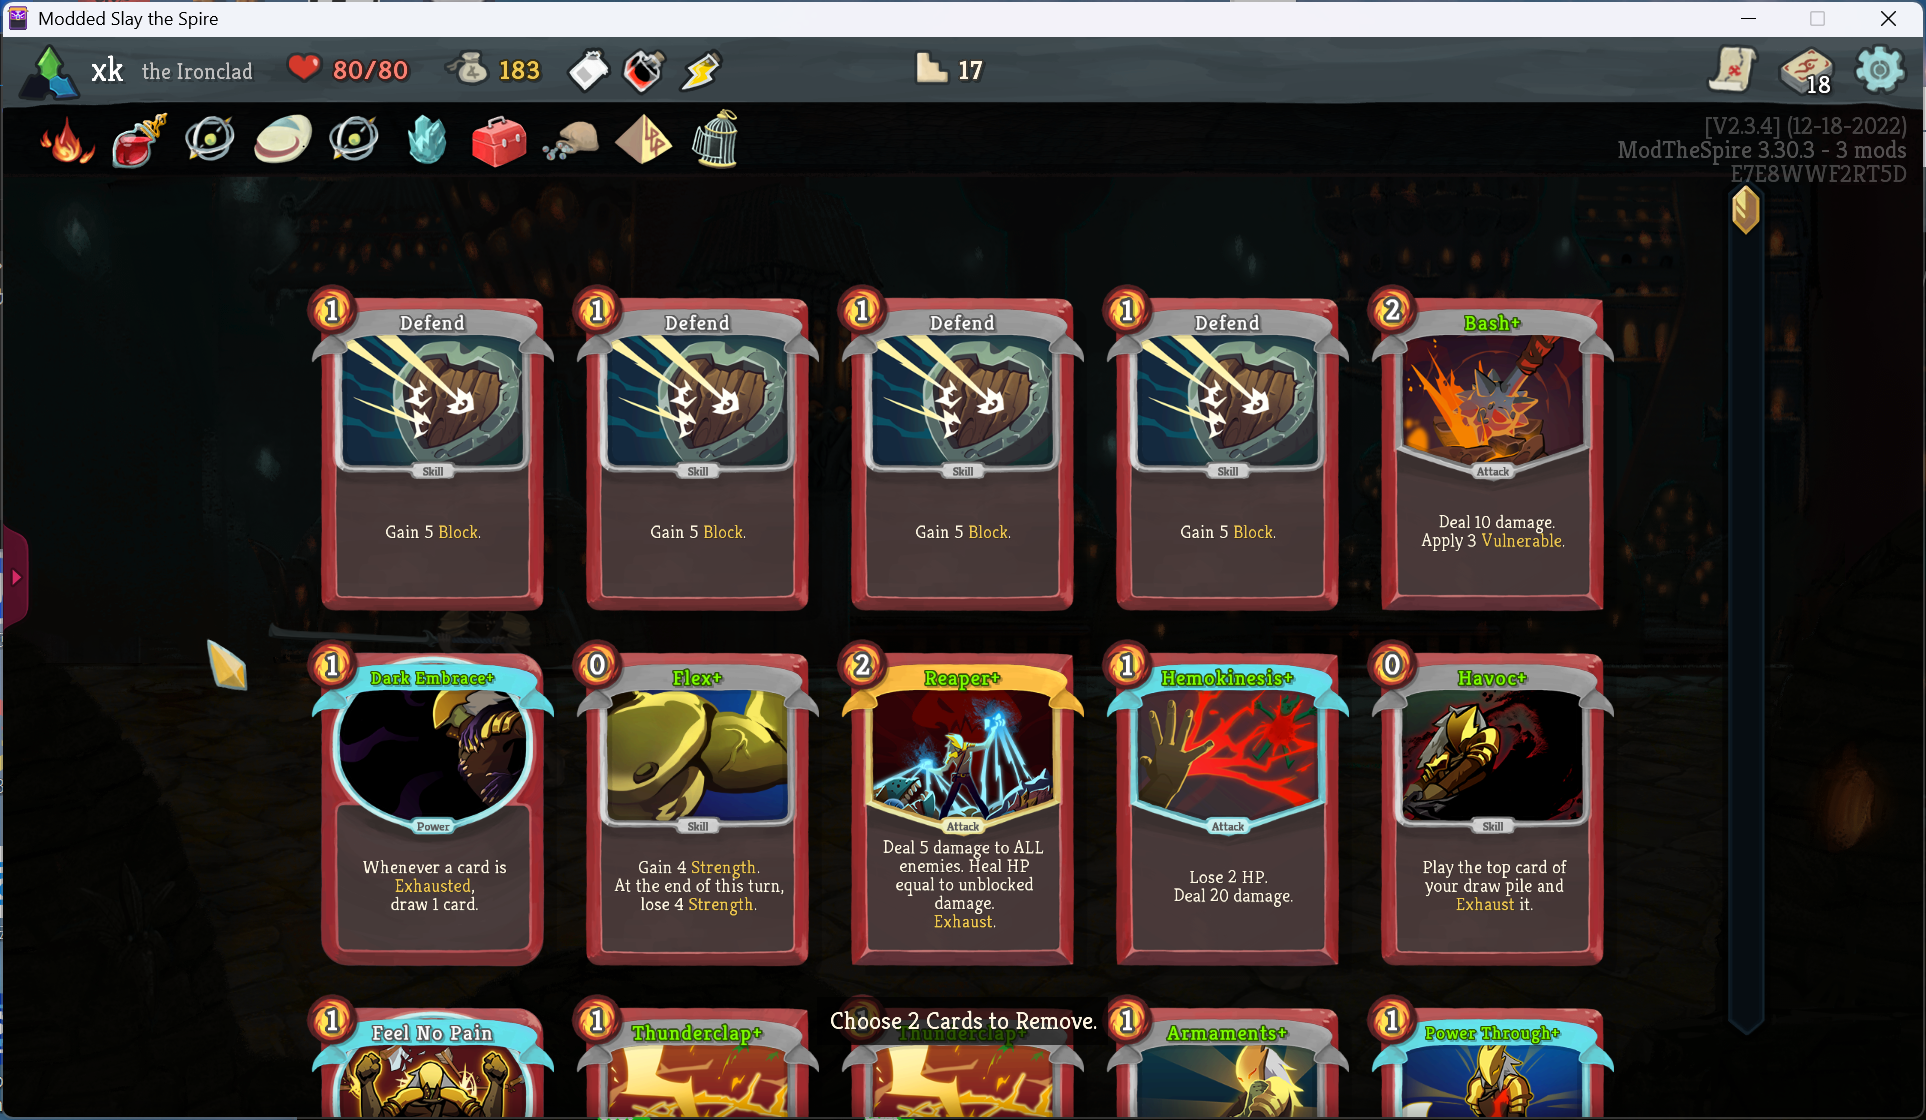 Modded Slay the Spire
xk the Ironclad 80/80 183 17 18
[V2.3.4] (12-18-2022)
ModTheSpire 3.30.3 - 3 mods
E7E8WWF2RT5D
1 Defend
Skill
Gain 5 Block.
1 Defend
Skill
Gain 5 Block.
1 Defend
Skill
Gain 5 Block.
1 Defend
Skill
Gain 5 Block.
2 Bash+
Attack
Deal 10 damage.
Apply 3 Vulnerable.
1 Dark Embrace+
Power
Whenever a card is
Exhausted,
draw 1 card.
0 Flex+
Skill
Gain 4 Strength.
At the end of this turn,
lose 4 Strength.
2 Reaper+
Attack
Deal 5 damage to ALL
enemies. Heal HP
equal to unblocked
damage.
Exhaust.
1 Hemokinesis+
Attack
Lose 2 HP.
Deal 20 damage.
0 Havoc+
Skill
Play the top card of
your draw pile and
Exhaust it.
1 Feel No Pain
1 Thunderclap+
1 Thunderclap+
1 Armaments+
1 Power Through+
Choose 2 Cards to Remove.